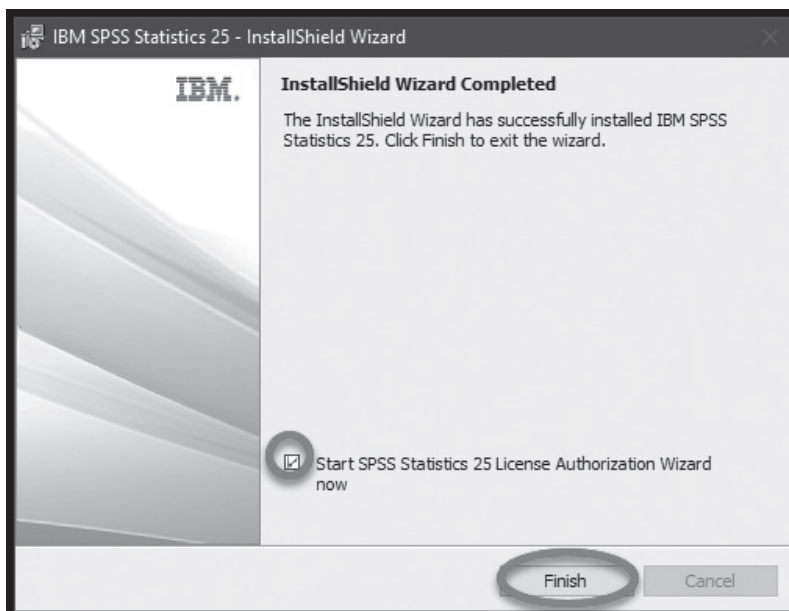 IBM SPSS Statistics 25 - InstallShield Wizard
IBM.
InstallShield Wizard Completed
The InstallShield Wizard has successfully installed IBM SPSS
Statistics 25. Click Finish to exit the wizard.
Start SPSS Statistics 25 License Authorization Wizard
now
Finish
Cancel